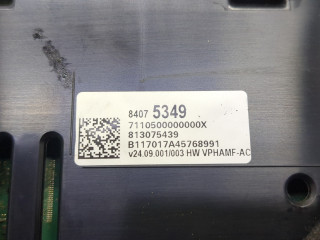 8407 5349
7110500000000X
813075439
B117017A45768991
v24.09.001/003 HW VPHAMF-AC